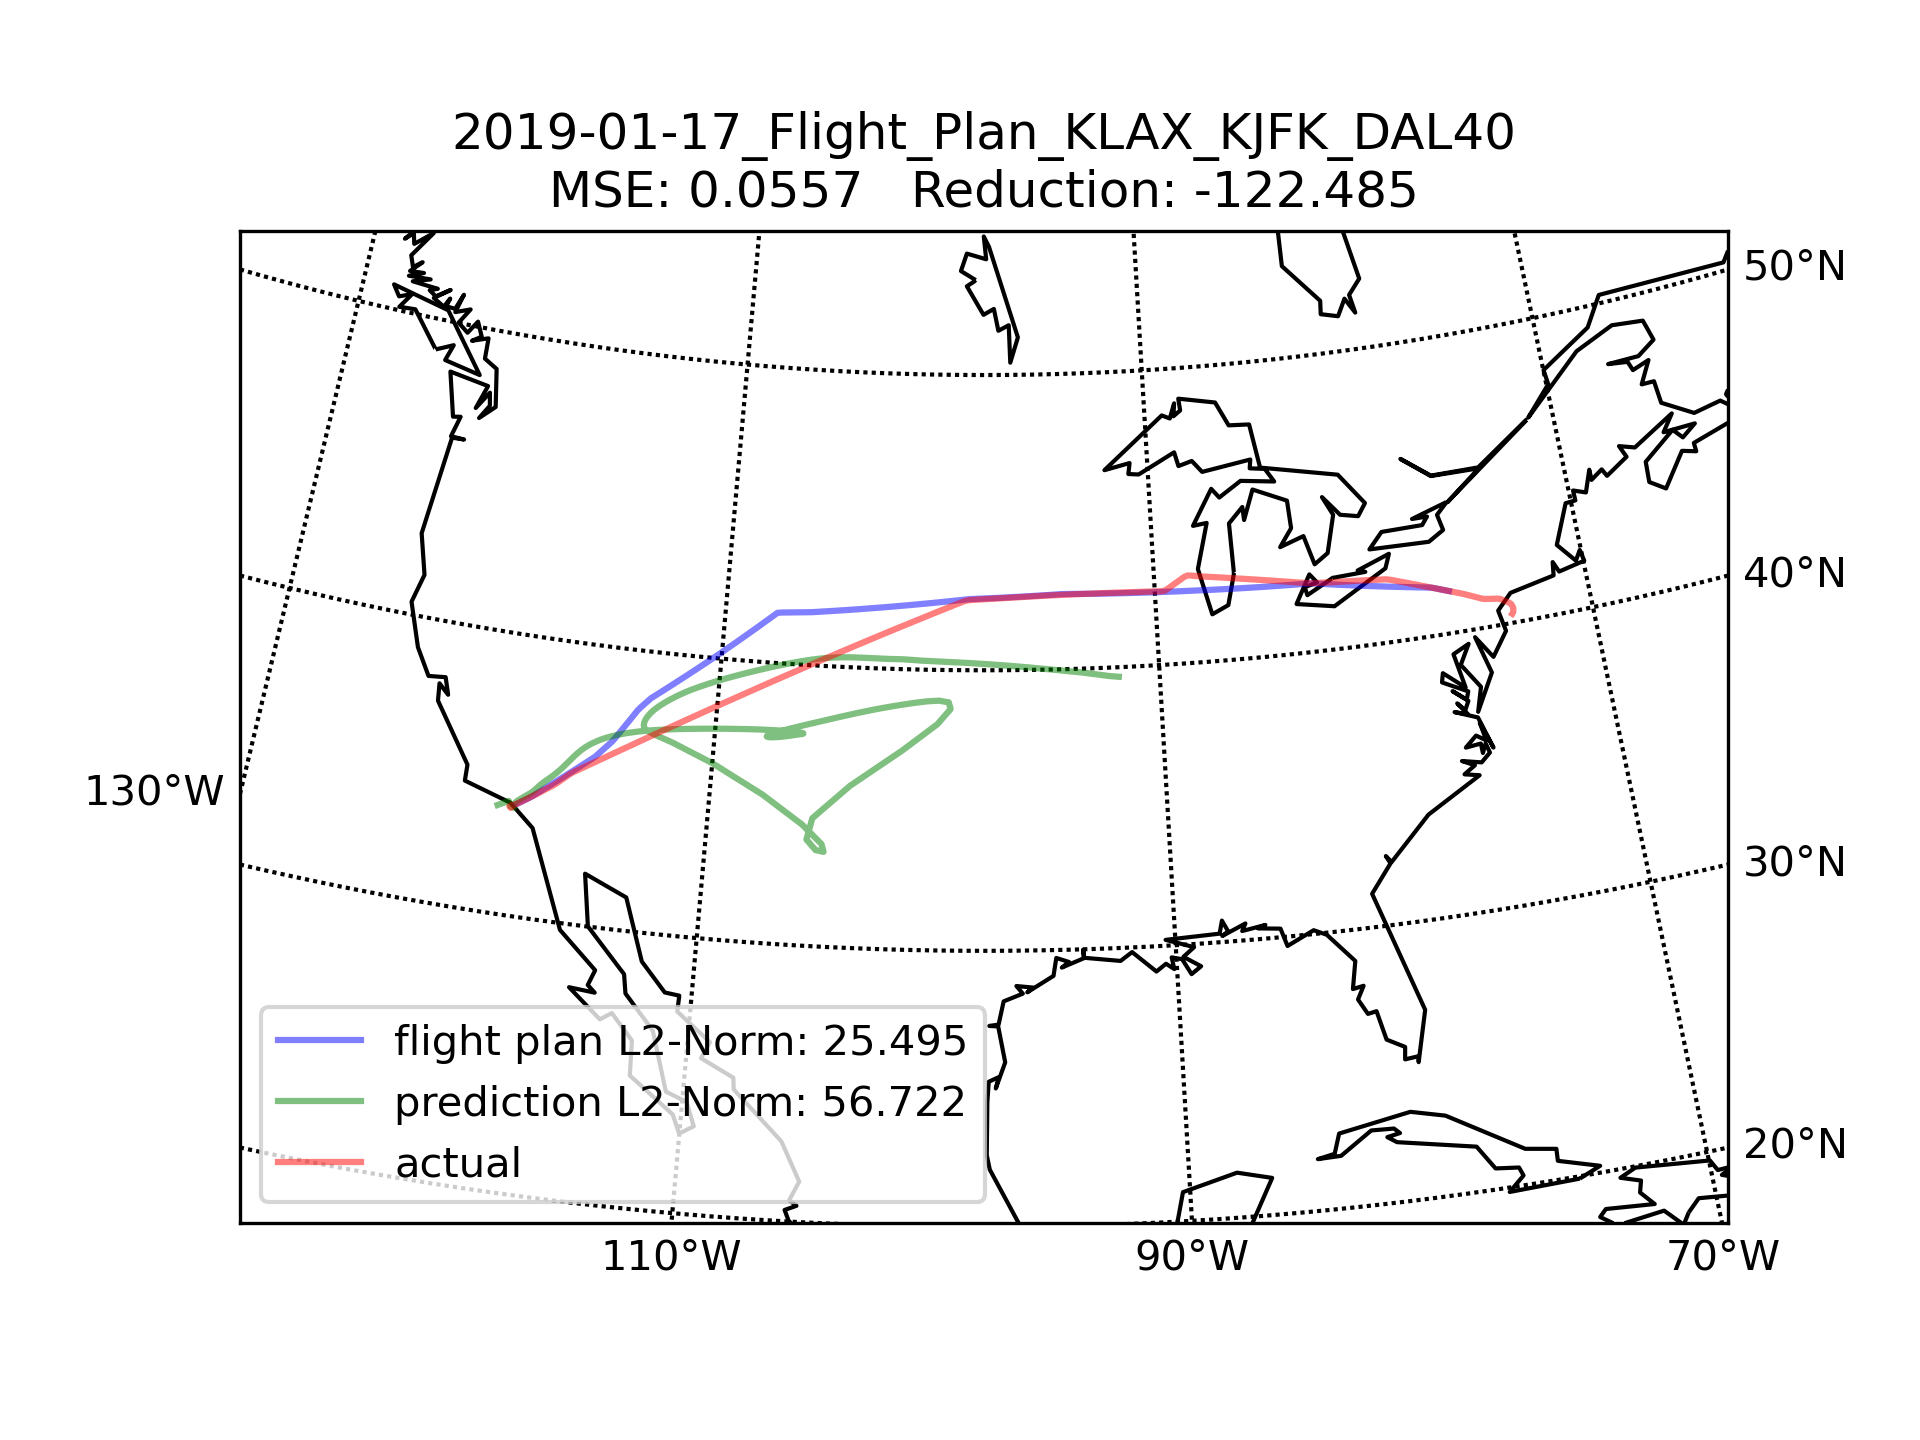 2019-01-17_Flight_Plan_KLAX_KJFK_DAL40
MSE: 0.0557   Reduction: -122.485
50°N
40°N
130°W
30°N
flight plan L2-Norm: 25.495
prediction L2-Norm: 56.722
actual
20°N
110°W
90°W
70°W